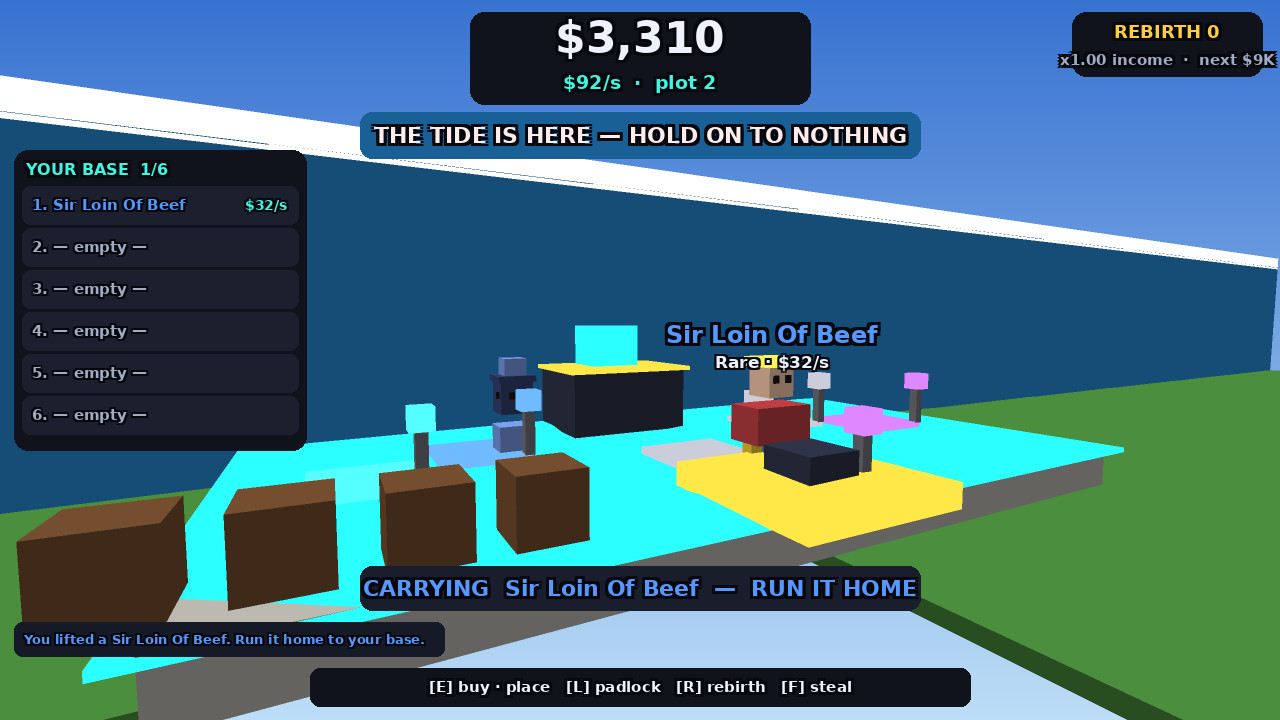 $3,310
$92/s · plot 2
REBIRTH 0
x1.00 income · next $9K
THE TIDE IS HERE — HOLD ON TO NOTHING
YOUR BASE 1/6
1. Sir Loin Of Beef $32/s
2. — empty —
3. — empty —
4. — empty —
5. — empty —
6. — empty —
Sir Loin Of Beef
Rare · $32/s
CARRYING Sir Loin Of Beef — RUN IT HOME
You lifted a Sir Loin Of Beef. Run it home to your base.
[E] buy · place [L] padlock [R] rebirth [F] steal